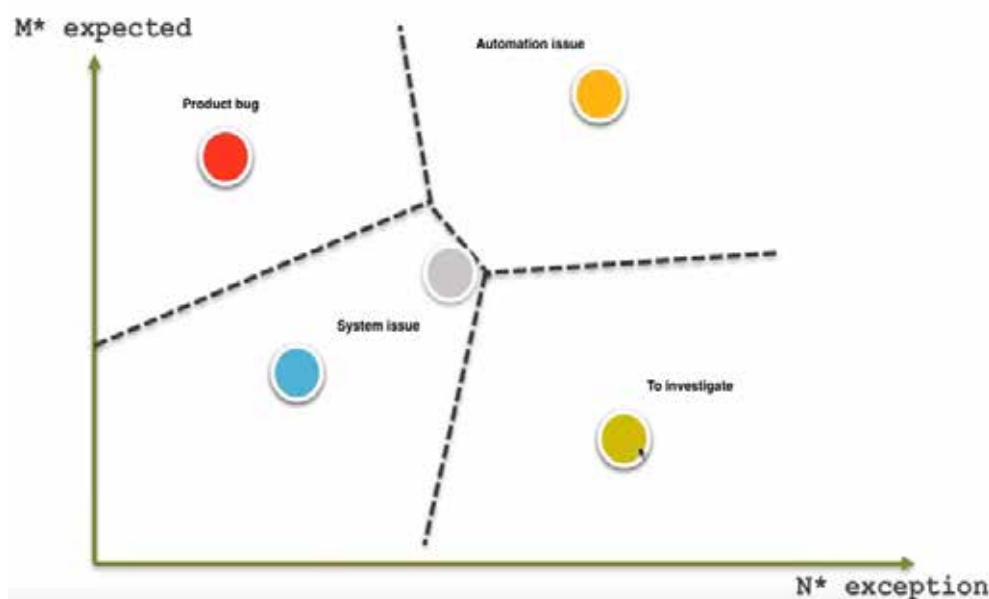 M* expected
Automation issue
Product bug
System issue
To investigate
N* exception